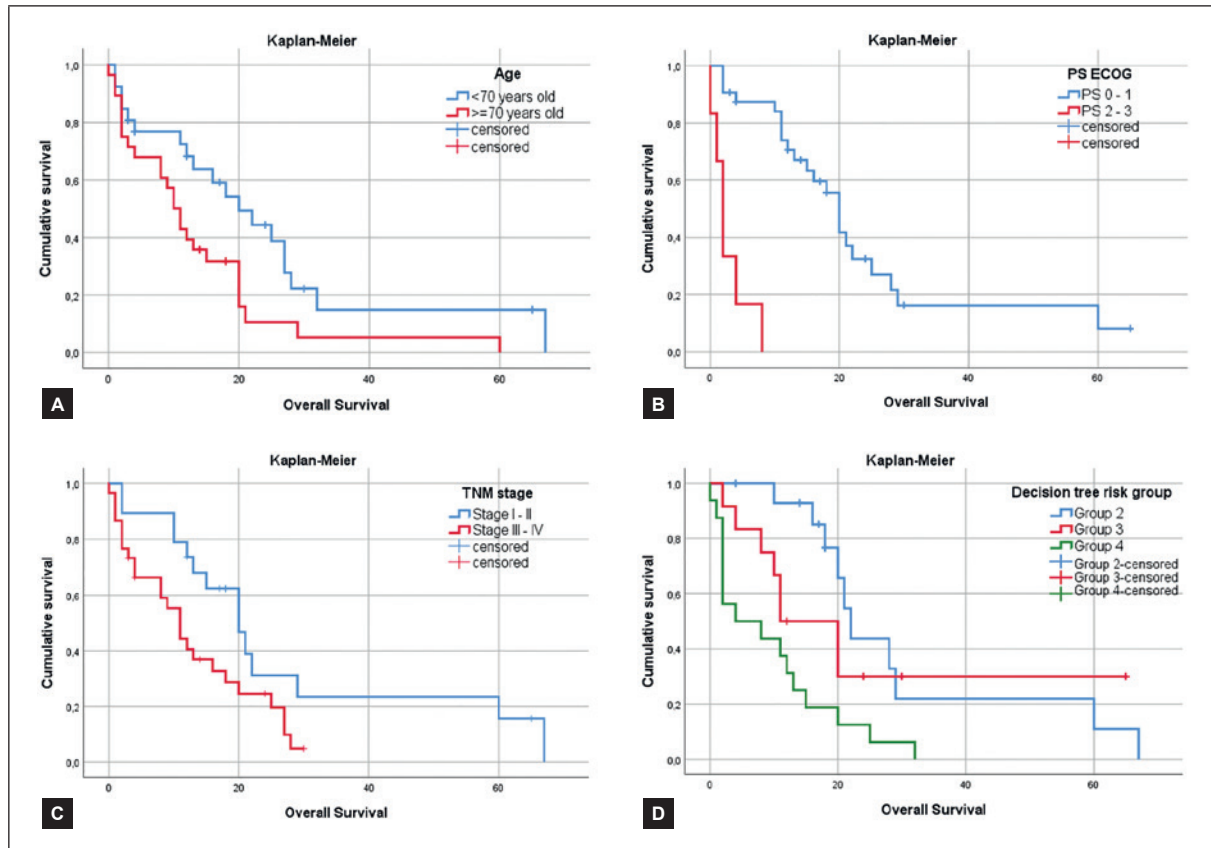 Kaplan-Meier
Age
<70 years old
>=70 years old
censored
censored
Cumulative survival
1,0
0,8
0,6
0,4
0,2
0,0
0 20 40 60
Overall Survival
A
Kaplan-Meier
PS ECOG
PS 0 - 1
PS 2 - 3
censored
censored
Cumulative survival
1,0
0,8
0,6
0,4
0,2
0,0
0 20 40 60
Overall Survival
B
Kaplan-Meier
TNM stage
Stage I - II
Stage III - IV
censored
censored
Cumulative survival
1,0
0,8
0,6
0,4
0,2
0,0
0 20 40 60
Overall Survival
C
Kaplan-Meier
Decision tree risk group
Group 2
Group 3
Group 4
Group 2-censored
Group 3-censored
Group 4-censored
Cumulative survival
1,0
0,8
0,6
0,4
0,2
0,0
0 20 40 60
Overall Survival
D